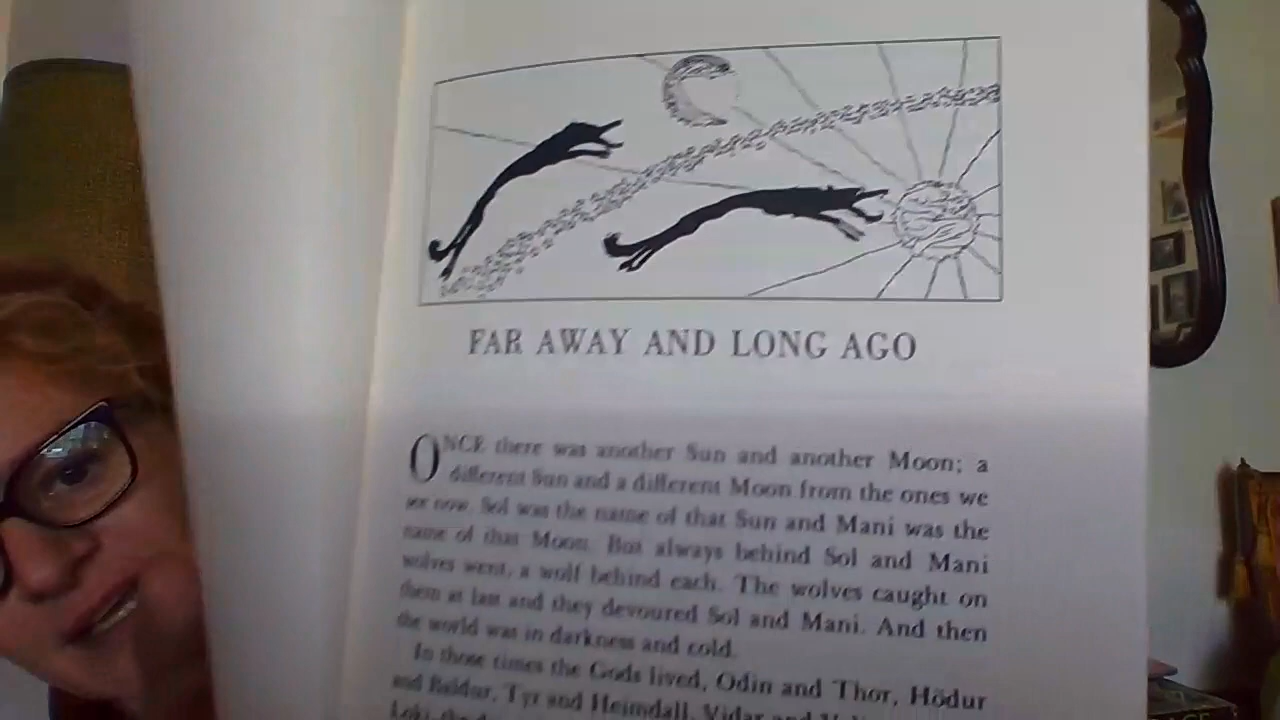 FAR AWAY AND LONG AGO
ONCE there was another Sun and another Moon; a
different Sun and a different Moon from the ones we
see now. Sol was the name of that Sun and Mani was the
name of that Moon. But always behind Sol and Mani
wolves went, a wolf behind each. The wolves caught on
them at last and they devoured Sol and Mani. And then
the world was in darkness and cold.
In those times the Gods lived, Odin and Thor, Hödur
and Baldur, Tyr and Heimdall, Vidar and
Loki, the